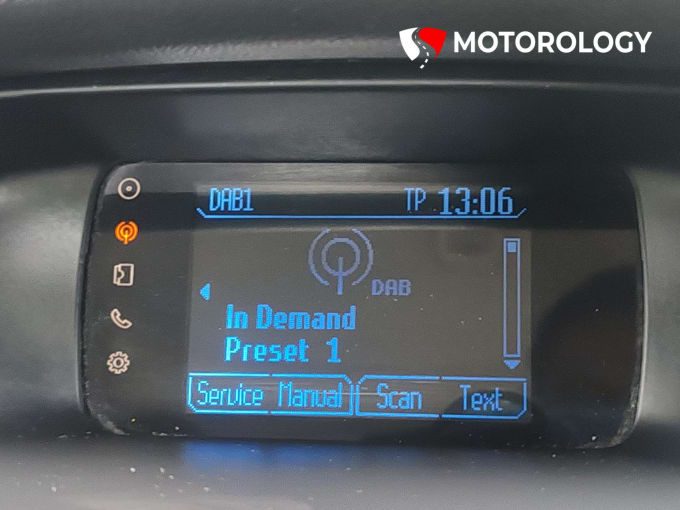 MOTOROLOGY
DAB1 TP 13:06
DAB
In Demand
Preset 1
Service Manual Scan Text